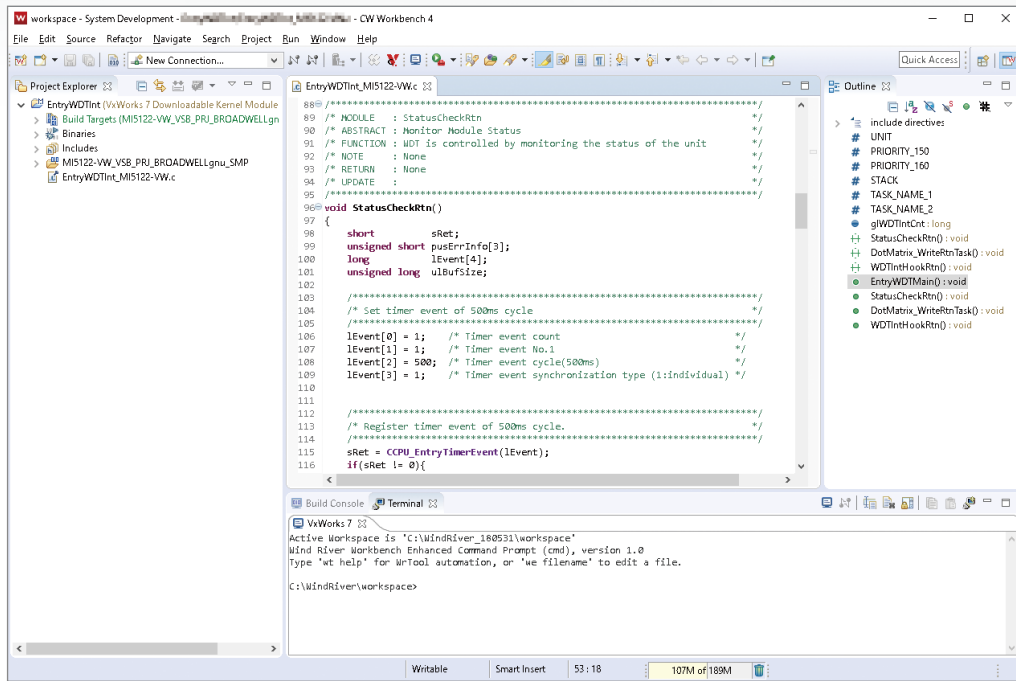 workspace - System Development - - CW Workbench 4
File Edit Source Refactor Navigate Search Project Run Window Help
New Connection...
Quick Access
Project Explorer
EntryWDTInt (VxWorks 7 Downloadable Kernel Module
Build Targets (MI5122-VW_VSB_PRJ_BROADWELLgn
Binaries
Includes
MI5122-VW_VSB_PRJ_BROADWELLgnu_SMP
EntryWDTInt_MI5122-VW.c
EntryWDTInt_MI5122-VW.c
88 /***************************************************************************/
89 /* MODULE : StatusCheckRtn */
90 /* ABSTRACT : Monitor Module Status */
91 /* FUNCTION : WDT is controlled by monitoring the status of the unit */
92 /* NOTE : None */
93 /* RETURN : None */
94 /* UPDATE : */
95 /***************************************************************************/
96 void StatusCheckRtn()
97 {
98 short sRet;
99 unsigned short pusErrInfo[3];
100 long lEvent[4];
101 unsigned long ulBufSize;
102
103 /***********************************************************************/
104 /* Set timer event of 500ms cycle */
105 /***********************************************************************/
106 lEvent[0] = 1; /* Timer event count */
107 lEvent[1] = 1; /* Timer event No.1 */
108 lEvent[2] = 500; /* Timer event cycle(500ms) */
109 lEvent[3] = 1; /* Timer event synchronization type (1:individual) */
110
111
112 /***********************************************************************/
113 /* Register timer event of 500ms cycle. */
114 /***********************************************************************/
115 sRet = CCPU_EntryTimerEvent(lEvent);
116 if(sRet != 0){
Outline
include directives
# UNIT
# PRIORITY_150
# PRIORITY_160
# STACK
# TASK_NAME_1
# TASK_NAME_2
glWDTIntCnt : long
StatusCheckRtn() : void
DotMatrix_WriteRtnTask() : void
WDTIntHookRtn() : void
EntryWDTMain() : void
StatusCheckRtn() : void
DotMatrix_WriteRtnTask() : void
WDTIntHookRtn() : void
Build Console Terminal
VxWorks 7
Active Workspace is 'C:\WindRiver_180531\workspace'
Wind River Workbench Enhanced Command Prompt (cmd), version 1.0
Type 'wt help' for WrTool automation, or 'we filename' to edit a file.
C:\WindRiver\workspace>
Writable Smart Insert 53 : 18 107M of 189M